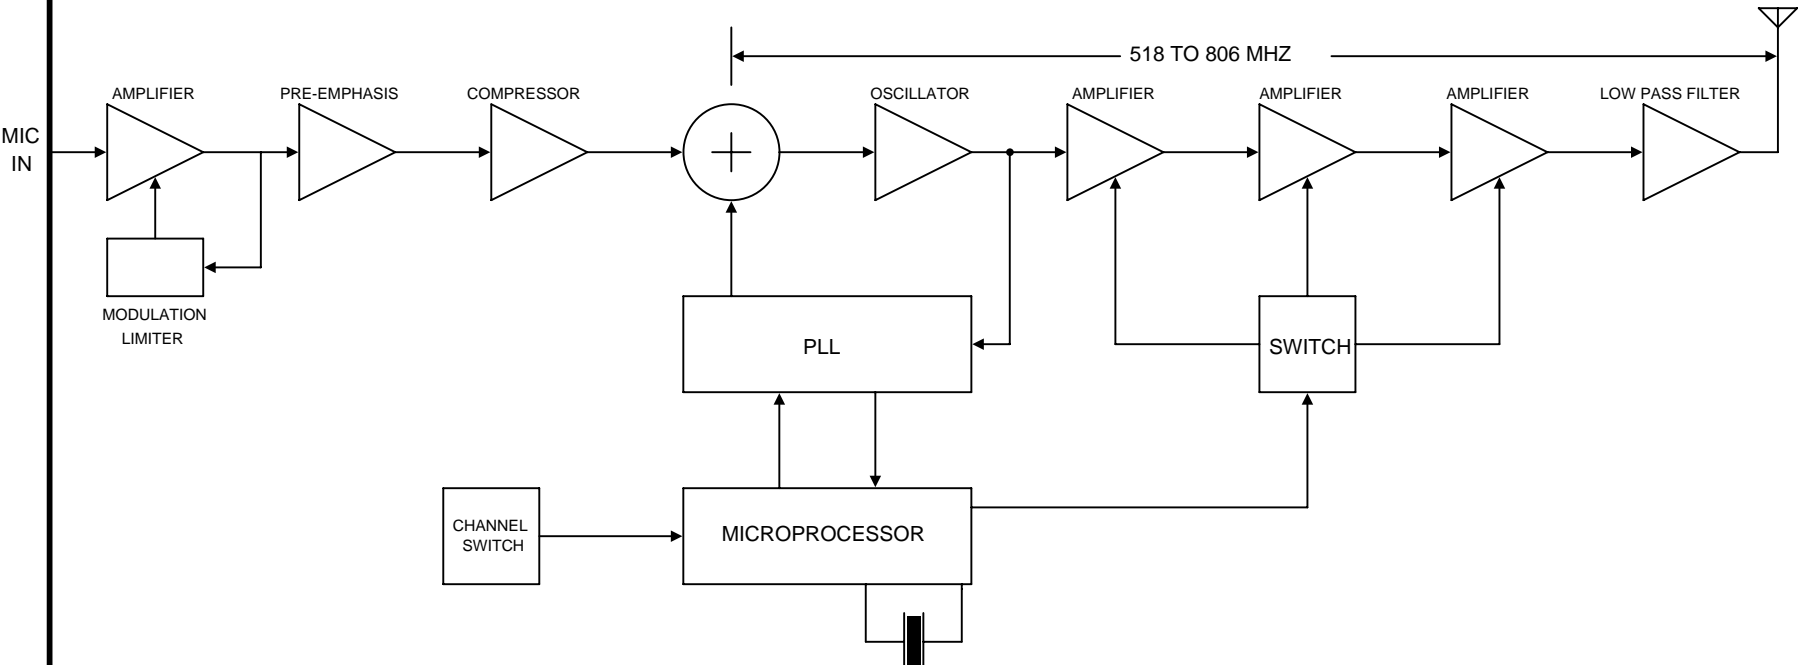 518 TO 806 MHZ
AMPLIFIER
PRE-EMPHASIS
COMPRESSOR
OSCILLATOR
AMPLIFIER
AMPLIFIER
AMPLIFIER
LOW PASS FILTER
MIC
IN
MODULATION
LIMITER
PLL
SWITCH
CHANNEL
SWITCH
MICROPROCESSOR